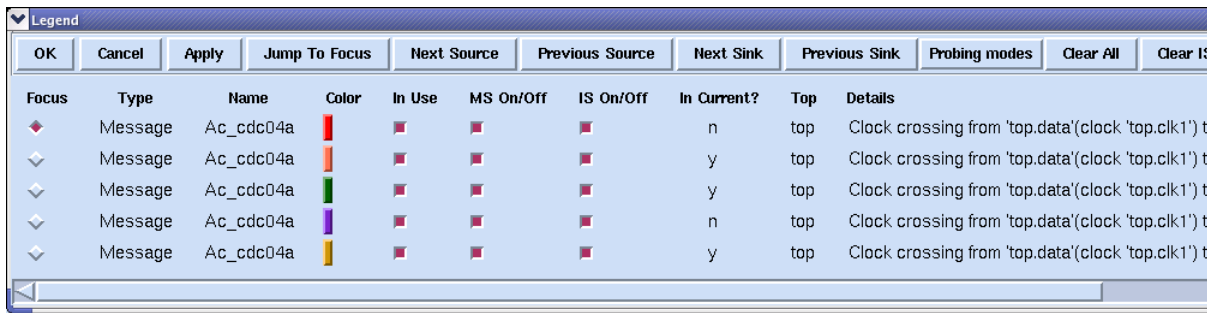 Legend
OK Cancel Apply Jump To Focus Next Source Previous Source Next Sink Previous Sink Probing modes Clear All Clear IS
Focus Type Name Color In Use MS On/Off IS On/Off In Current? Top Details
Message Ac_cdc04a n top Clock crossing from 'top.data'(clock 'top.clk1') t
Message Ac_cdc04a y top Clock crossing from 'top.data'(clock 'top.clk1') t
Message Ac_cdc04a y top Clock crossing from 'top.data'(clock 'top.clk1') t
Message Ac_cdc04a n top Clock crossing from 'top.data'(clock 'top.clk1') t
Message Ac_cdc04a y top Clock crossing from 'top.data'(clock 'top.clk1') t